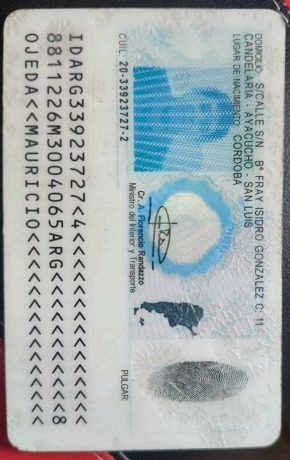 DOMICILIO S/CALLE S/N Bº FRAY ISIDRO GONZALEZ C: 11
CANDELARIA - AYACUCHO - SAN LUIS
LUGAR DE NACIMIENTO CORDOBA
CUIL 20-33923727-2
Cr. A. Florencio Randazzo
Ministro del Interior y Transporte
PULGAR
IDARG33923727<4<<<<<<<<<<<<<<<
8811226M3004065ARG<<<<<<<<<<<8
OJEDA<<MAURICIO<<<<<<<<<<<<<<<